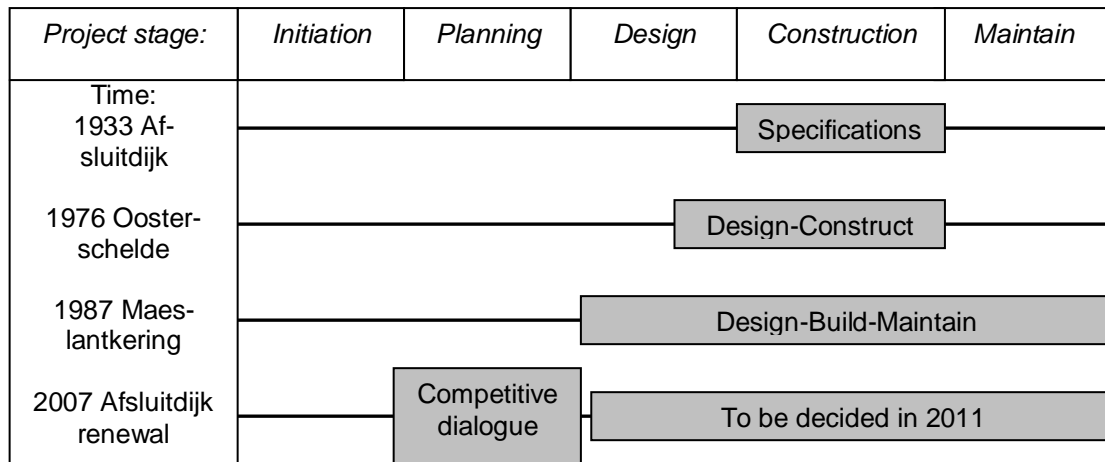 Project stage: Initiation Planning Design Construction Maintain
Time:
1933 Af-
sluitdijk
Specifications
1976 Ooster-
schelde
Design-Construct
1987 Maes-
lantkering
Design-Build-Maintain
2007 Afsluitdijk
renewal
Competitive
dialogue
To be decided in 2011